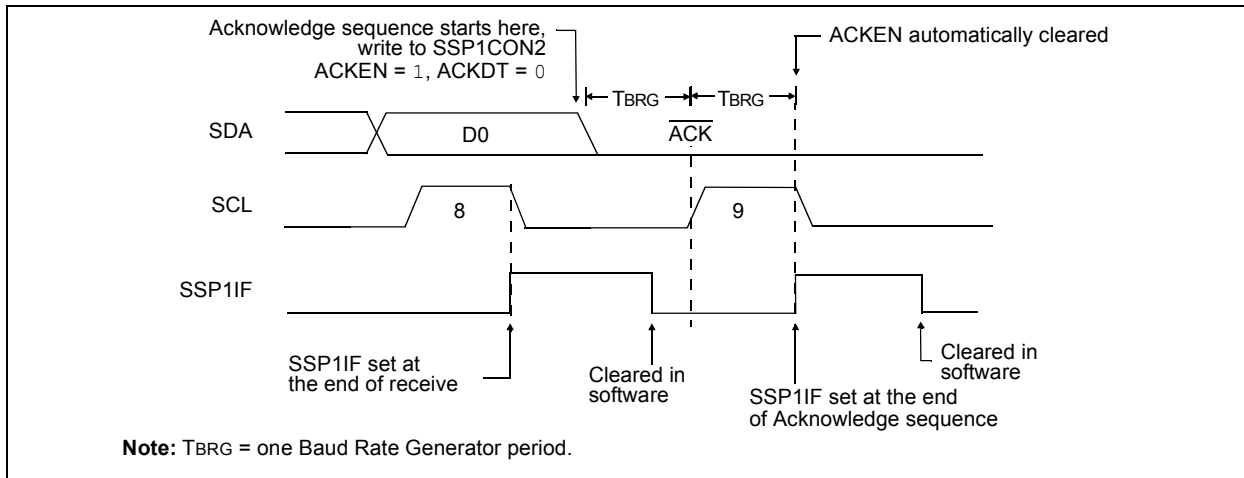 Acknowledge sequence starts here,
write to SSP1CON2
ACKEN = 1, ACKDT = 0
ACKEN automatically cleared
TBRG
TBRG
SDA
D0
ACK
SCL
8
9
SSP1IF
SSP1IF set at
the end of receive
Cleared in
software
SSP1IF set at the end
of Acknowledge sequence
Cleared in
software
Note: TBRG = one Baud Rate Generator period.